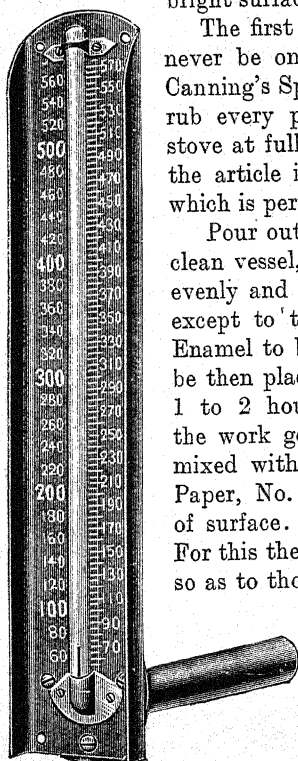 bright surfac
The first
never be on
Canning's Sp
rub every p
stove at full
the article i
which is per
Pour out
clean vessel,
evenly and
except to t
Enamel to b
be then plac
1 to 2 hou
the work go
mixed with
Paper, No.
of surface.
For this the
so as to tho
570
560
550
540
530
520
510
500
490
480
470
460
450
440
430
420
410
400
390
380
370
360
350
340
330
320
310
300
290
280
270
260
250
240
230
220
210
200
190
180
170
160
150
140
130
120
110
100
90
80
70
60